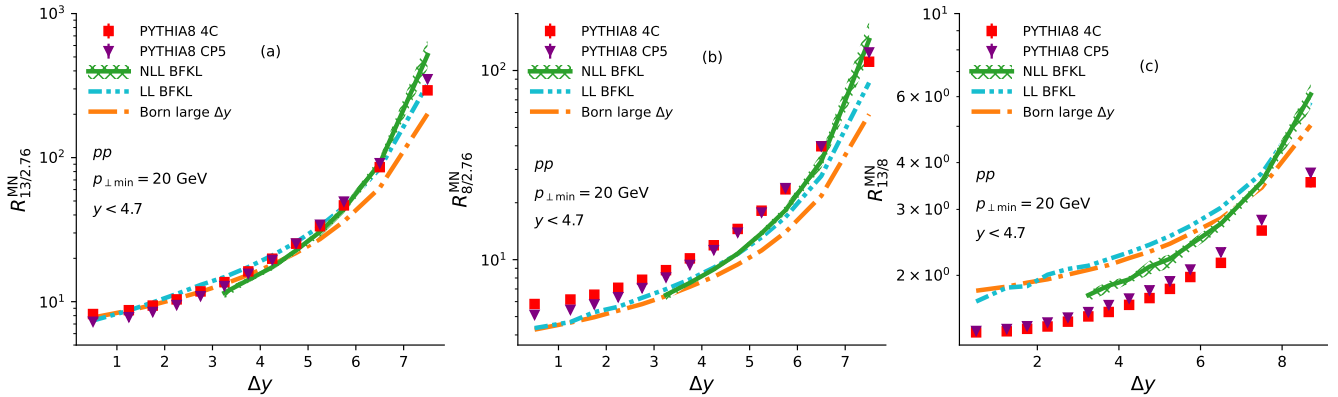 10³
10²
10¹
R^MN_13/2.76
PYTHIA8 4C
PYTHIA8 CP5
NLL BFKL
LL BFKL
Born large Δy
(a)
pp
p⊥min = 20 GeV
y < 4.7
1 2 3 4 5 6 7
Δy
10²
10¹
R^MN_8/2.76
PYTHIA8 4C
PYTHIA8 CP5
NLL BFKL
LL BFKL
Born large Δy
(b)
pp
p⊥min = 20 GeV
y < 4.7
1 2 3 4 5 6 7
Δy
10¹
6 × 10⁰
4 × 10⁰
3 × 10⁰
2 × 10⁰
R^MN_13/8
PYTHIA8 4C
PYTHIA8 CP5
NLL BFKL
LL BFKL
Born large Δy
(c)
pp
p⊥min = 20 GeV
y < 4.7
2 4 6 8
Δy